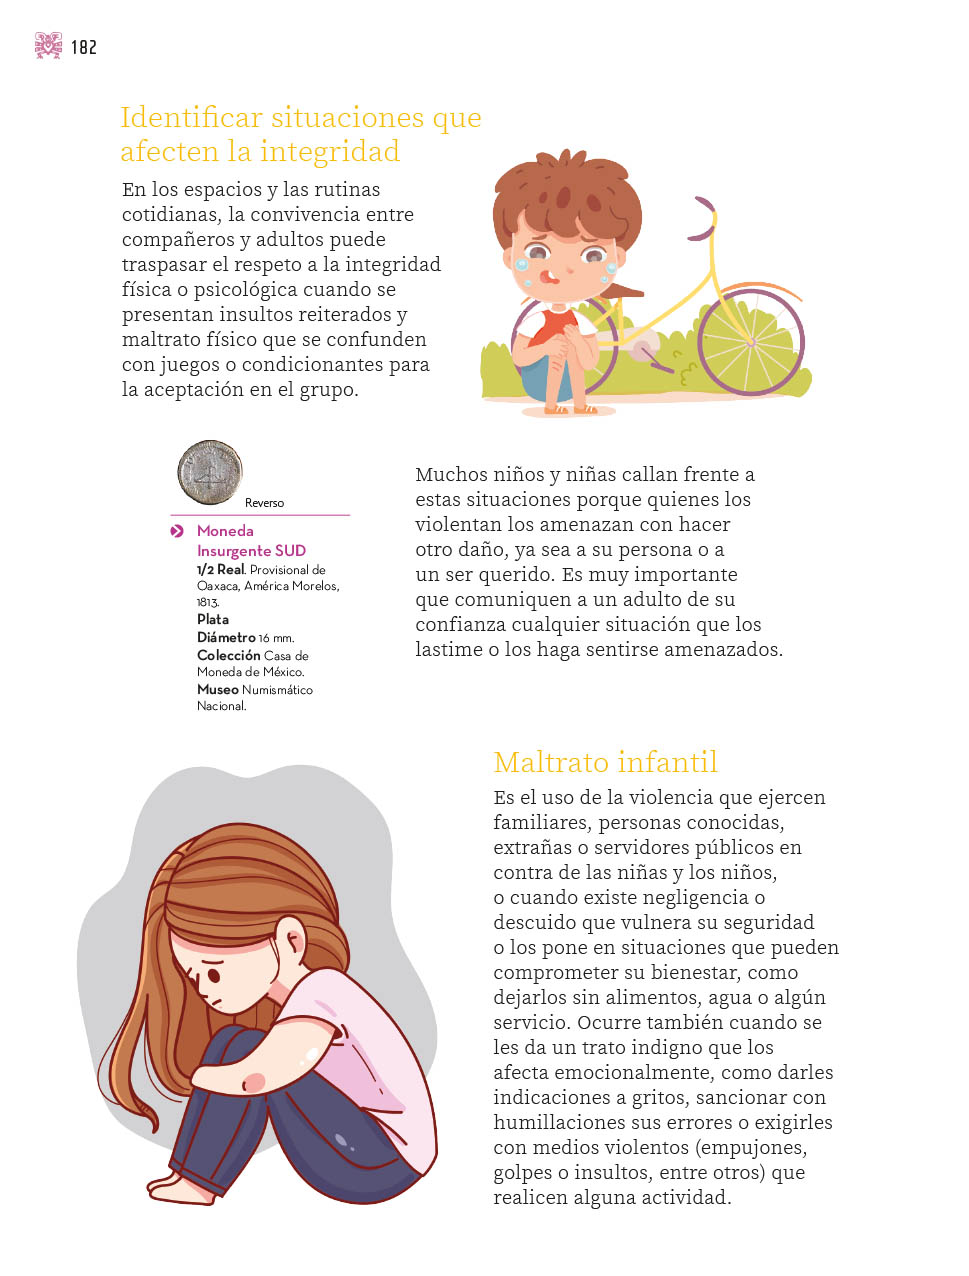 182
Identificar situaciones que
afecten la integridad
En los espacios y las rutinas
cotidianas, la convivencia entre
compañeros y adultos puede
traspasar el respeto a la integridad
física o psicológica cuando se
presentan insultos reiterados y
maltrato físico que se confunden
con juegos o condicionantes para
la aceptación en el grupo.
Reverso
Moneda
Insurgente SUD
1/2 Real. Provisional de
Oaxaca, América Morelos,
1813.
Plata
Diámetro 16 mm.
Colección Casa de
Moneda de México.
Museo Numismático
Nacional.
Muchos niños y niñas callan frente a
estas situaciones porque quienes los
violentan los amenazan con hacer
otro daño, ya sea a su persona o a
un ser querido. Es muy importante
que comuniquen a un adulto de su
confianza cualquier situación que los
lastime o los haga sentirse amenazados.
Maltrato infantil
Es el uso de la violencia que ejercen
familiares, personas conocidas,
extrañas o servidores públicos en
contra de las niñas y los niños,
o cuando existe negligencia o
descuido que vulnera su seguridad
o los pone en situaciones que pueden
comprometer su bienestar, como
dejarlos sin alimentos, agua o algún
servicio. Ocurre también cuando se
les da un trato indigno que los
afecta emocionalmente, como darles
indicaciones a gritos, sancionar con
humillaciones sus errores o exigirles
con medios violentos (empujones,
golpes o insultos, entre otros) que
realicen alguna actividad.